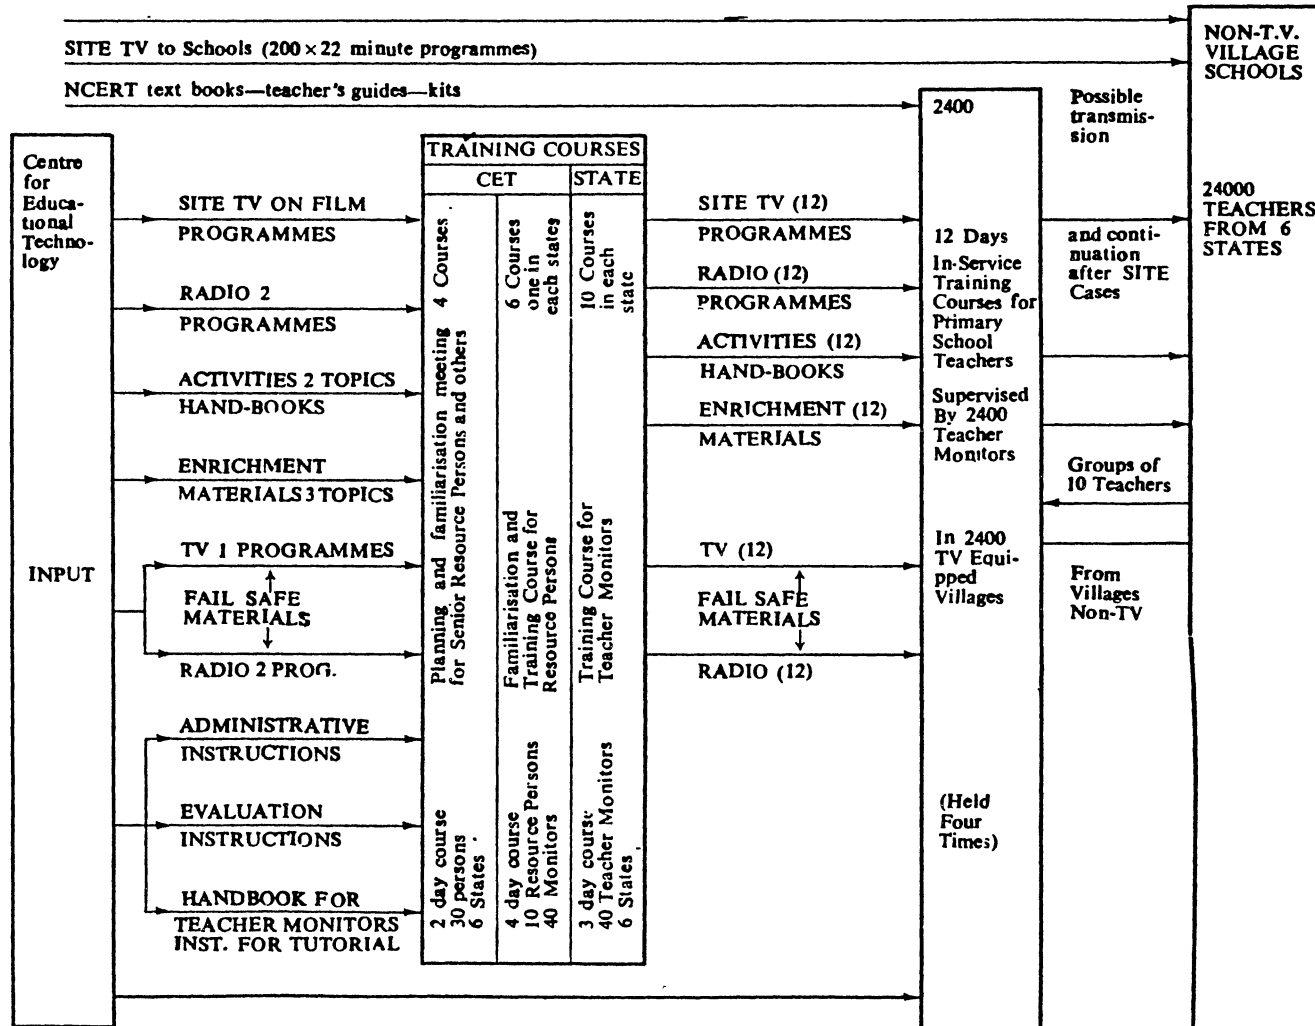 SITE TV to Schools (200 × 22 minute programmes)
NCERT text books—teacher's guides—kits
Centre
for
Educa-
tional
Techno-
logy
INPUT
SITE TV ON FILM
PROGRAMMES
RADIO 2
PROGRAMMES
ACTIVITIES 2 TOPICS
HAND-BOOKS
ENRICHMENT
MATERIALS 3 TOPICS
TV 1 PROGRAMMES
FAIL SAFE
MATERIALS
RADIO 2 PROG.
ADMINISTRATIVE
INSTRUCTIONS
EVALUATION
INSTRUCTIONS
HANDBOOK FOR
TEACHER MONITORS
INST. FOR TUTORIAL
TRAINING COURSES
CET
STATE
4 Courses
Planning and familiarisation meeting
for Senior Resource Persons and others
2 day course
30 persons
6 States
6 Courses
one in
each states
Familiarisation and
Training Course for
Resource Persons
4 day course
10 Resource Persons
40 Monitors
10 Courses
in each
state
Training Course for
Teacher Monitors
3 day course
40 Teacher Monitors
6 States
SITE TV (12)
PROGRAMMES
RADIO (12)
PROGRAMMES
ACTIVITIES (12)
HAND-BOOKS
ENRICHMENT (12)
MATERIALS
TV (12)
FAIL SAFE
MATERIALS
RADIO (12)
2400
12 Days
In-Service
Training
Courses for
Primary
School
Teachers
Supervised
By 2400
Teacher
Monitors
In 2400
TV Equi-
pped
Villages
(Held
Four
Times)
Possible
transmis-
sion
and conti-
nuation
after SITE
Cases
Groups of
10 Teachers
From
Villages
Non-TV
NON-T.V.
VILLAGE
SCHOOLS
24000
TEACHERS
FROM 6
STATES